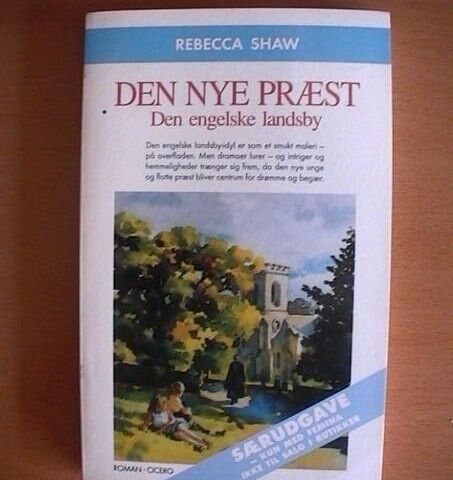 REBECCA SHAW
DEN NYE PRÆST
Den engelske landsby
Den engelske landsby-idyl er som et smukt maleri –
på overfladen. Men dramaer lurer – og intriger og
hemmeligheder trænger sig frem, da den nye unge
og flotte præst bliver centrum for drømme og begær.
SÆRUDGAVE
- KUN MED FEMINA
IKKE TIL SALG I BUTIKKER
ROMAN · CICERO